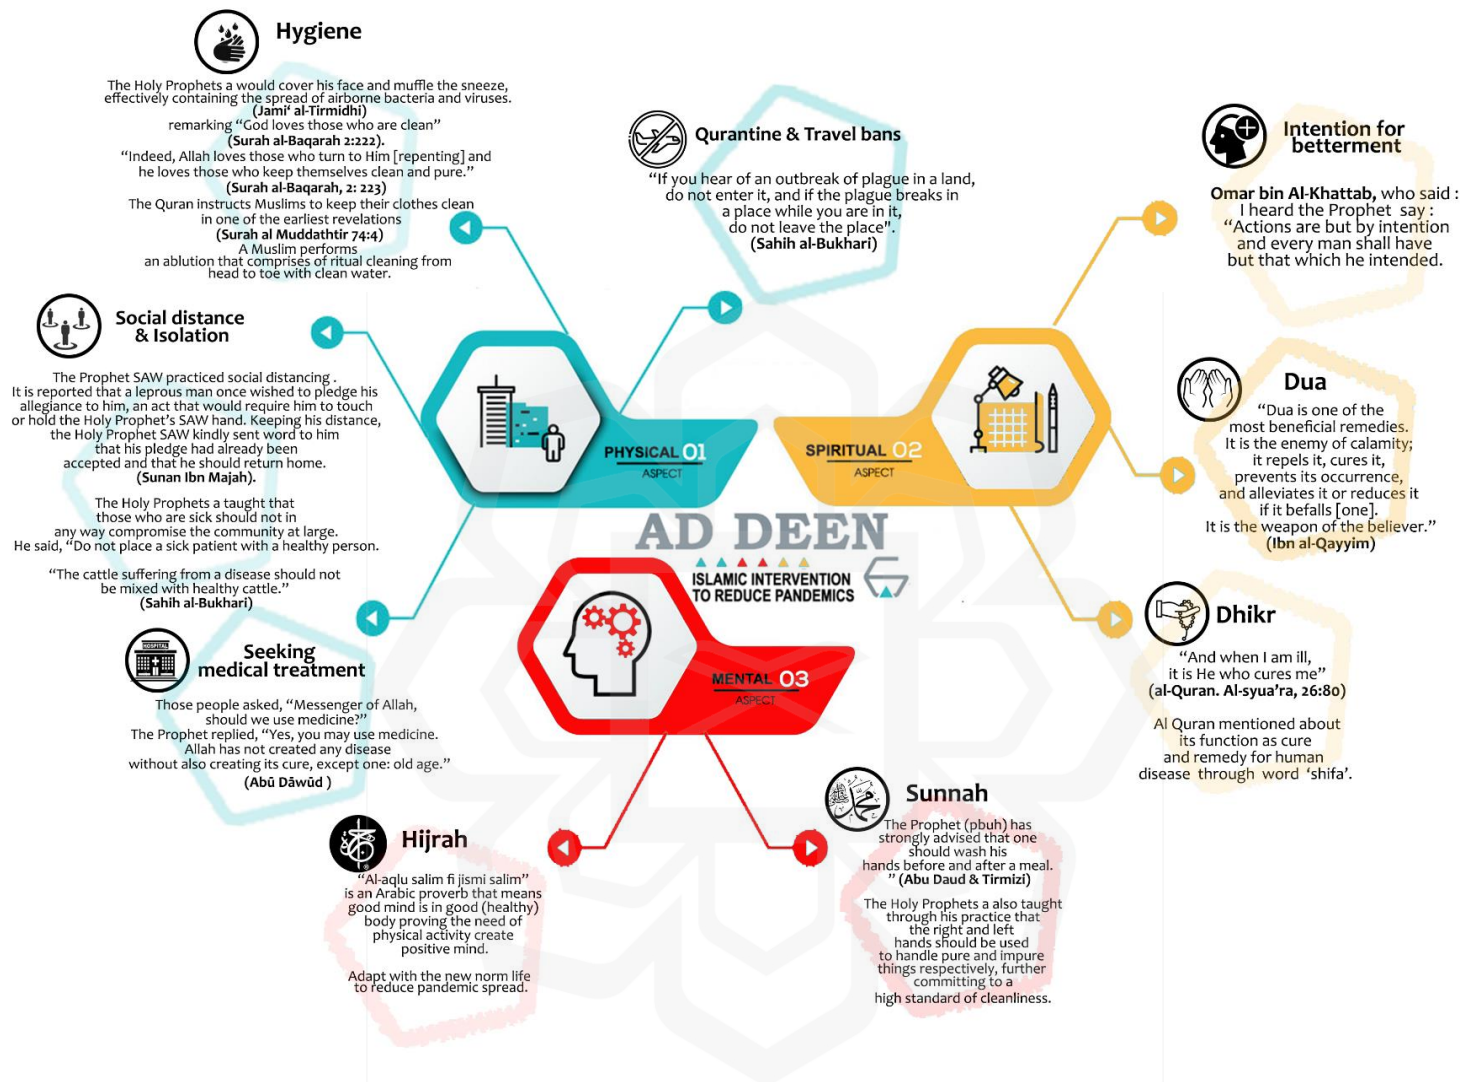 Hygiene
The Holy Prophets a would cover his face and muffle the sneeze,
effectively containing the spread of airborne bacteria and viruses.
(Jami‘ al-Tirmidhi)
remarking “God loves those who are clean”
(Surah al-Baqarah 2:222).
“Indeed, Allah loves those who turn to Him [repenting] and
he loves those who keep themselves clean and pure.”
(Surah al-Baqarah, 2: 223)
The Quran instructs Muslims to keep their clothes clean
in one of the earliest revelations
(Surah al Muddathtir 74:4)
A Muslim performs
an ablution that comprises of ritual cleaning from
head to toe with clean water.
Qurantine & Travel bans
“If you hear of an outbreak of plague in a land,
do not enter it, and if the plague breaks in
a place while you are in it,
do not leave the place".
(Sahih al-Bukhari)
Social distance
& Isolation
The Prophet SAW practiced social distancing .
It is reported that a leprous man once wished to pledge his
allegiance to him, an act that would require him to touch
or hold the Holy Prophet’s SAW hand. Keeping his distance,
the Holy Prophet SAW kindly sent word to him
that his pledge had already been
accepted and that he should return home.
(Sunan Ibn Majah).
The Holy Prophets a taught that
those who are sick should not in
any way compromise the community at large.
He said, “Do not place a sick patient with a healthy person.
“The cattle suffering from a disease should not
be mixed with healthy cattle.”
(Sahih al-Bukhari)
HOSPITAL
Seeking
medical treatment
Those people asked, “Messenger of Allah,
should we use medicine?”
The Prophet replied, “Yes, you may use medicine.
Allah has not created any disease
without also creating its cure, except one: old age.”
(Abū Dāwūd )
PHYSICAL 01
ASPECT
SPIRITUAL 02
ASPECT
AD DEEN
ISLAMIC INTERVENTION
TO REDUCE PANDEMICS
MENTAL 03
ASPECT
Intention for
betterment
Omar bin Al-Khattab, who said :
I heard the Prophet say :
“Actions are but by intention
and every man shall have
but that which he intended.
Dua
“Dua is one of the
most beneficial remedies.
It is the enemy of calamity;
it repels it, cures it,
prevents its occurrence,
and alleviates it or reduces it
if it befalls [one].
It is the weapon of the believer.”
(Ibn al-Qayyim)
Dhikr
“And when I am ill,
it is He who cures me”
(al-Quran. Al-syua’ra, 26:80)
Al Quran mentioned about
its function as cure
and remedy for human
disease through word ‘shifa’.
Hijrah
“Al-aqlu salim fi jismi salim”
is an Arabic proverb that means
good mind is in good (healthy)
body proving the need of
physical activity create
positive mind.
Adapt with the new norm life
to reduce pandemic spread.
Sunnah
The Prophet (pbuh) has
strongly advised that one
should wash his
hands before and after a meal.
” (Abu Daud & Tirmizi)
The Holy Prophets a also taught
through his practice that
the right and left
hands should be used
to handle pure and impure
things respectively, further
committing to a
high standard of cleanliness.